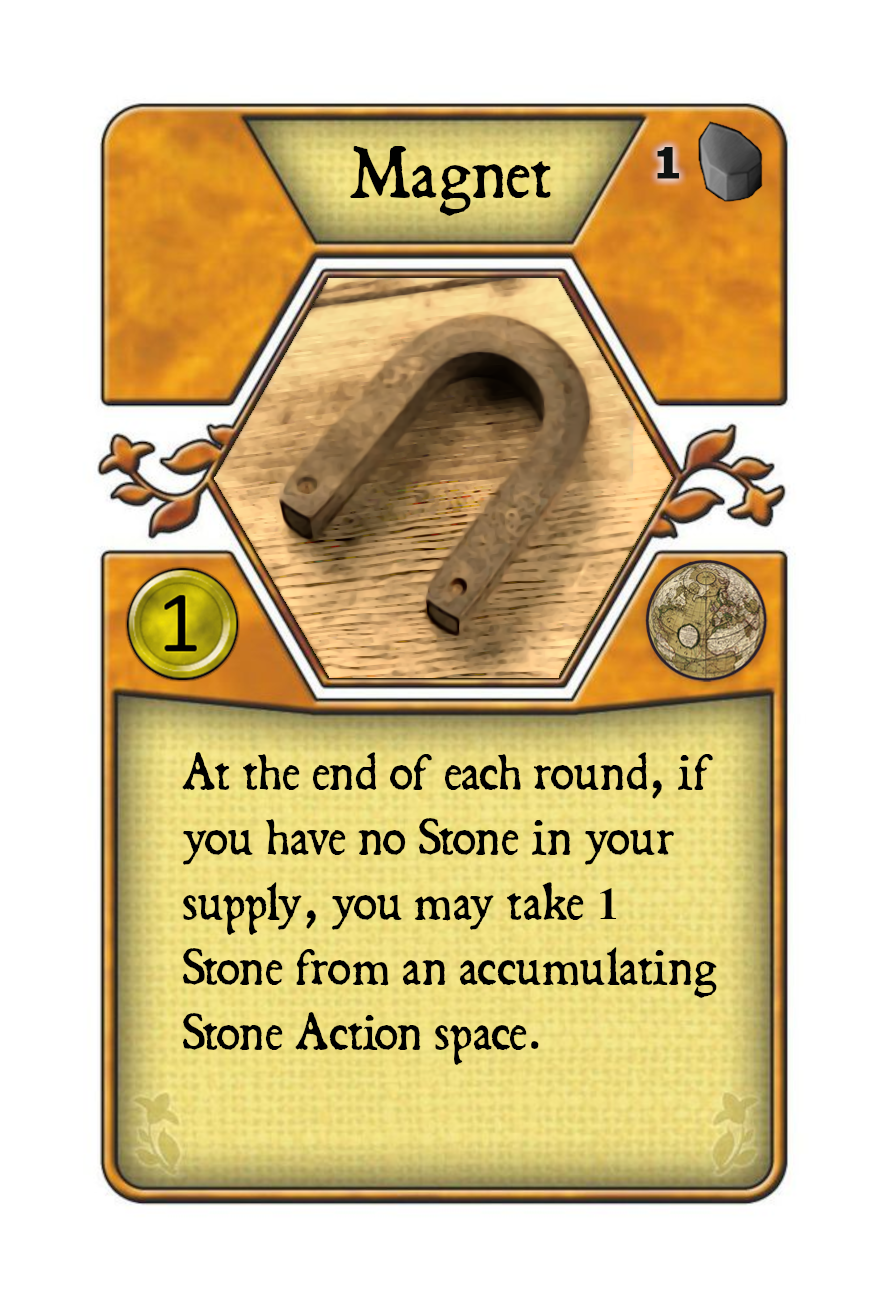 Magnet
1
1
At the end of each round, if
you have no Stone in your
supply, you may take 1
Stone from an accumulating
Stone Action space.